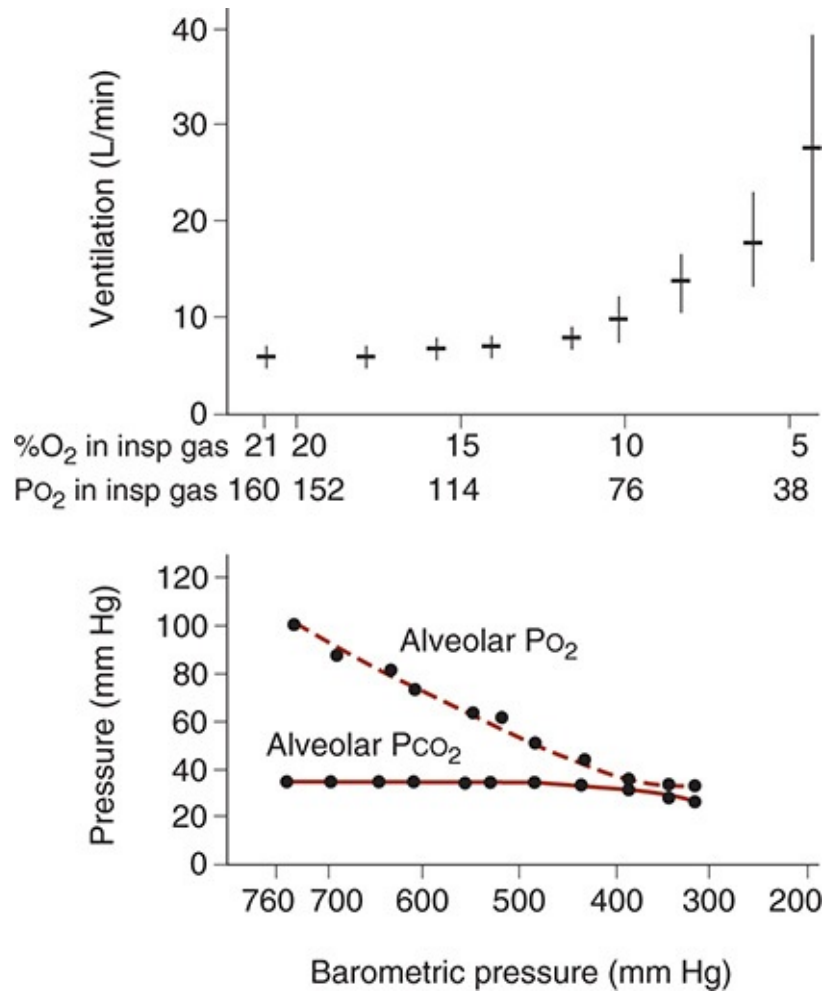 Ventilation (L/min)
40
30
20
10
0
%O₂ in insp gas 21 20 15 10 5
PO₂ in insp gas 160 152 114 76 38
Pressure (mm Hg)
120
100
80
60
40
20
0
Alveolar PO₂
Alveolar PCO₂
760 700 600 500 400 300 200
Barometric pressure (mm Hg)